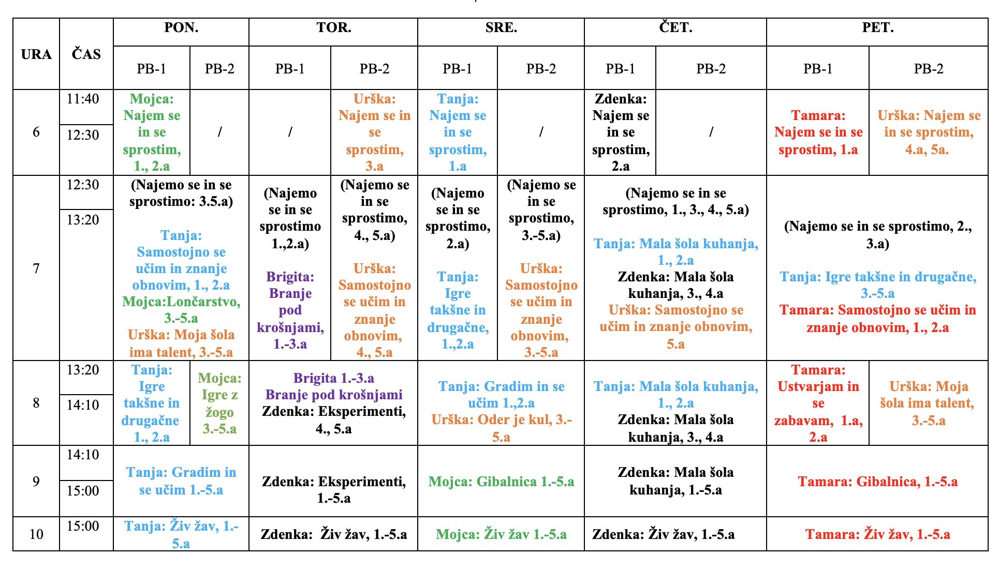 PON.
TOR.
SRE.
ČET.
PET.
URA
ČAS
PB-1
PB-2
PB-1
PB-2
PB-1
PB-2
PB-1
PB-2
PB-1
PB-2
6
11:40
12:30
Mojca:
Najem se
in se
sprostim,
1., 2.a
/
/
Urška:
Najem se in
se
sprostim,
3.a
Tanja:
Najem se
in se
sprostim,
1.a
/
Zdenka:
Najem se
in se
sprostim,
2.a
/
Tamara:
Najem se in se
sprostim, 1.a
Urška: Najem se
in se sprostim,
4.a, 5a.
7
12:30
13:20
(Najemo se in se
sprostimo: 3.5.a)
Tanja:
Samostojno se
učim in znanje
obnovim, 1., 2.a
Mojca:Lončarstvo,
3.-5.a
Urška: Moja šola
ima talent, 3.-5.a
(Najemo
se in se
sprostimo
1.,2.a)
Brigita:
Branje
pod
krošnjami,
1.-3.a
(Najemo se
in se
sprostimo,
4., 5.a)
Urška:
Samostojno
se učim in
znanje
obnovim,
4., 5.a
(Najemo
se in se
sprostimo,
2.a)
Tanja:
Igre
takšne in
drugačne,
1.,2.a
(Najemo se
in se
sprostimo,
3.-5.a)
Urška:
Samostojno
se učim in
znanje
obnovim,
3.-5.a
(Najemo se in se
sprostimo, 1., 3., 4., 5.a)
Tanja: Mala šola kuhanja,
1., 2.a
Zdenka: Mala šola
kuhanja, 3., 4.a
Urška: Samostojno se
učim in znanje obnovim,
5.a
(Najemo se in se sprostimo, 2.,
3.a)
Tanja: Igre takšne in drugačne,
3.-5.a
Tamara: Samostojno se učim in
znanje obnovim, 1., 2.a
8
13:20
14:10
Tanja:
Igre
takšne in
drugačne
1., 2.a
Mojca:
Igre z
žogo
3.-5.a
Brigita 1.-3.a
Branje pod krošnjami
Zdenka: Eksperimenti,
4., 5.a
Tanja: Gradim in se
učim 1.,2.a
Urška: Oder je kul, 3.-
5.a
Tanja: Mala šola kuhanja,
1., 2.a
Zdenka: Mala šola
kuhanja, 3., 4.a
Tamara:
Ustvarjam in
se
zabavam,  1.a,
2.a
Urška: Moja
šola ima talent,
3.-5.a
9
14:10
15:00
Tanja: Gradim in
se učim 1.-5.a
Zdenka: Eksperimenti,
1.-5.a
Mojca: Gibalnica 1.-5.a
Zdenka: Mala šola
kuhanja, 1.-5.a
Tamara: Gibalnica, 1.-5.a
10
15:00
Tanja: Živ žav, 1.-
5.a
Zdenka:  Živ žav, 1.-5.a
Mojca: Živ žav 1.-5.a
Zdenka: Živ žav, 1.-5.a
Tamara: Živ žav, 1.-5.a